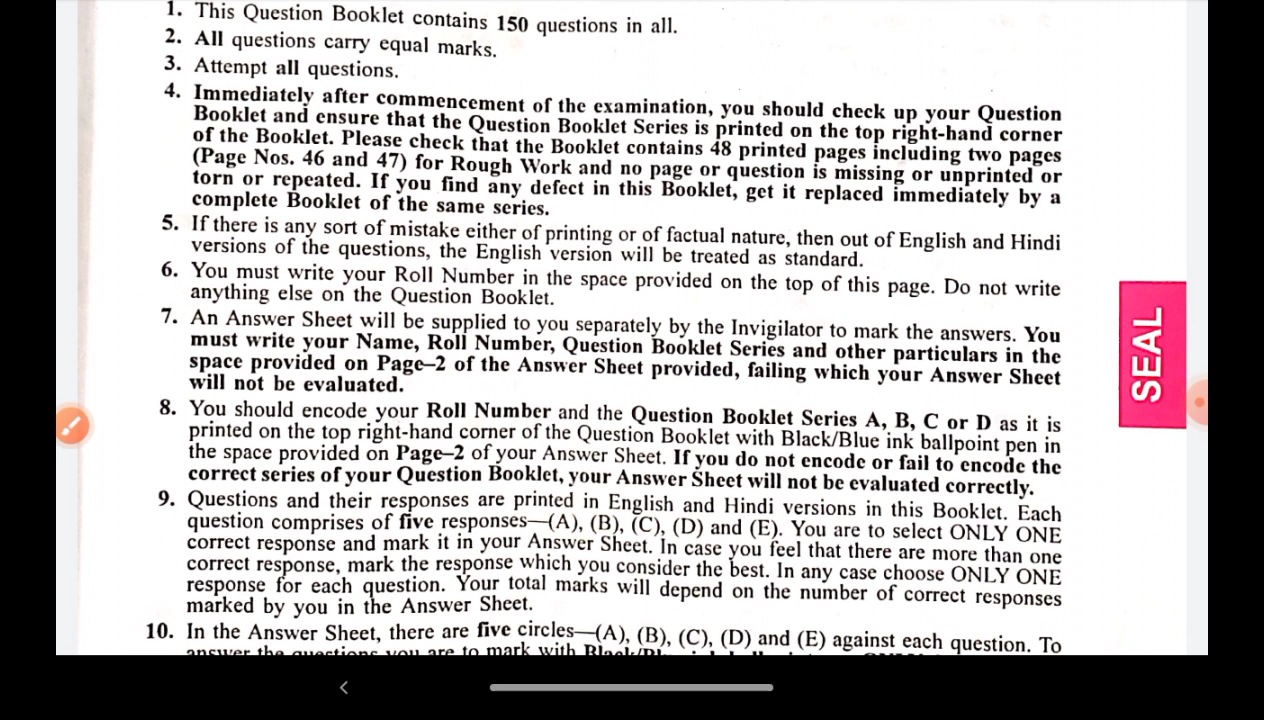 1. This Question Booklet contains 150 questions in all.
2. All questions carry equal marks.
3. Attempt all questions.
4. Immediately after commencement of the examination, you should check up your Question
Booklet and ensure that the Question Booklet Series is printed on the top right-hand corner
of the Booklet. Please check that the Booklet contains 48 printed pages including two pages
(Page Nos. 46 and 47) for Rough Work and no page or question is missing or unprinted or
torn or repeated. If you find any defect in this Booklet, get it replaced immediately by a
complete Booklet of the same series.
5. If there is any sort of mistake either of printing or of factual nature, then out of English and Hindi
versions of the questions, the English version will be treated as standard.
6. You must write your Roll Number in the space provided on the top of this page. Do not write
anything else on the Question Booklet.
7. An Answer Sheet will be supplied to you separately by the Invigilator to mark the answers. You
must write your Name, Roll Number, Question Booklet Series and other particulars in the
space provided on Page–2 of the Answer Sheet provided, failing which your Answer Sheet
will not be evaluated.
8. You should encode your Roll Number and the Question Booklet Series A, B, C or D as it is
printed on the top right-hand corner of the Question Booklet with Black/Blue ink ballpoint pen in
the space provided on Page–2 of your Answer Sheet. If you do not encode or fail to encode the
correct series of your Question Booklet, your Answer Sheet will not be evaluated correctly.
9. Questions and their responses are printed in English and Hindi versions in this Booklet. Each
question comprises of five responses—(A), (B), (C), (D) and (E). You are to select ONLY ONE
correct response and mark it in your Answer Sheet. In case you feel that there are more than one
correct response, mark the response which you consider the best. In any case choose ONLY ONE
response for each question. Your total marks will depend on the number of correct responses
marked by you in the Answer Sheet.
10. In the Answer Sheet, there are five circles—(A), (B), (C), (D) and (E) against each question. To
answer the questions you are to mark with
SEAL